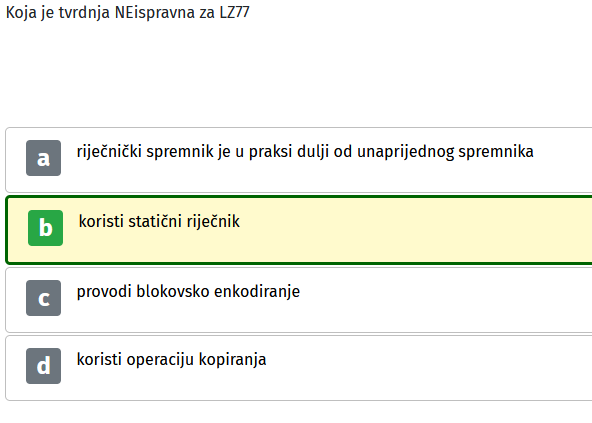 Koja je tvrdnja NEispravna za LZ77
a riječnički spremnik je u praksi dulji od unaprijednog spremnika
b koristi statični riječnik
c provodi blokovsko enkodiranje
d koristi operaciju kopiranja